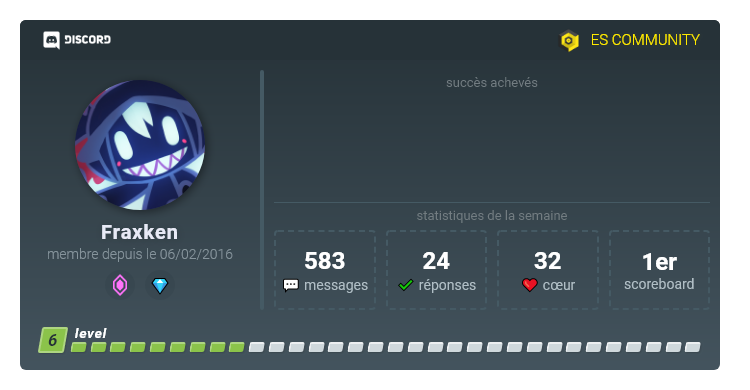 DISCORD
ES COMMUNITY
Fraxken
membre depuis le 06/02/2016
succès achevés
statistiques de la semaine
583
messages
24
réponses
32
cœur
1er
scoreboard
6
level